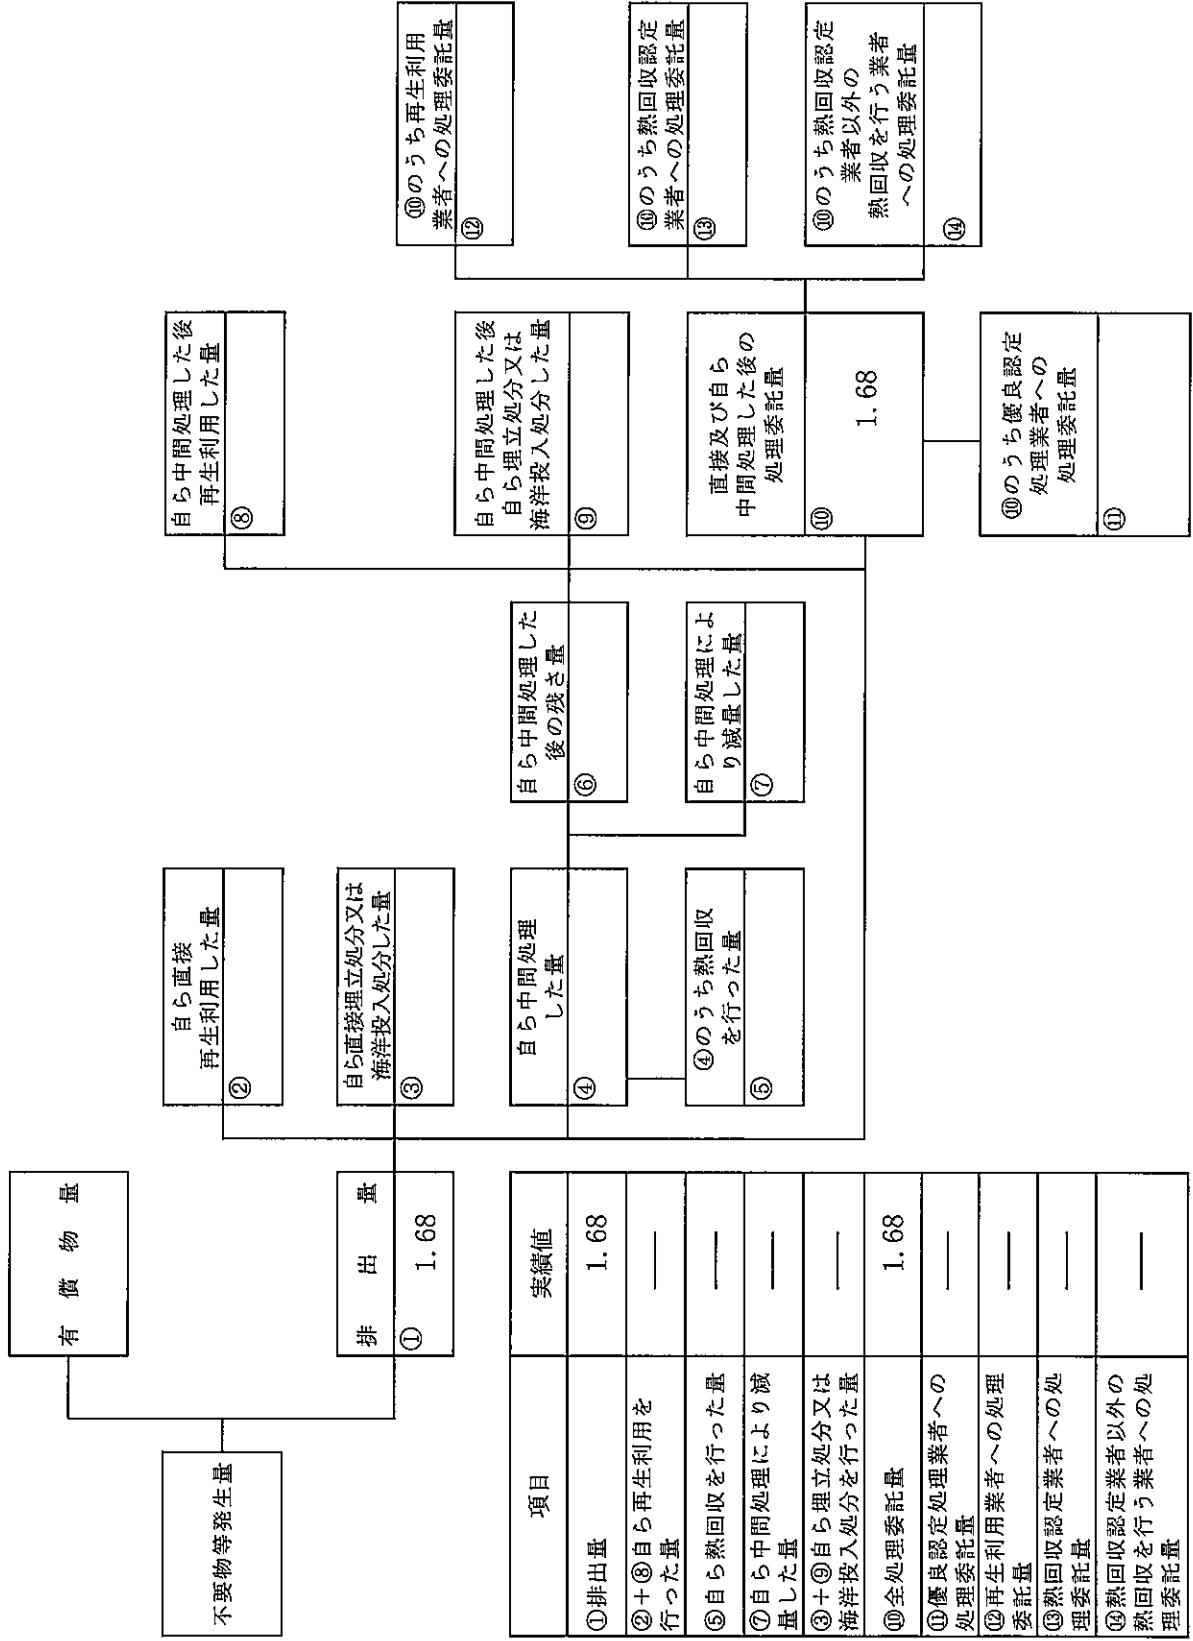 不要物等発生量
有 償 物 量
排 出 量
① 1.68
自ら直接
再生利用した量
②
自ら直接埋立処分又は
海洋投入処分した量
③
自ら中間処理
した量
④
④のうち熱回収
を行った量
⑤
自ら中間処理した
後の残さ量
⑥
自ら中間処理によ
り減量した量
⑦
自ら中間処理した後
再生利用した量
⑧
自ら中間処理した後
自ら埋立処分又は
海洋投入処分した量
⑨
直接及び自ら
中間処理した後の
処理委託量
⑩ 1.68
⑩のうち優良認定
処理業者への
処理委託量
⑪
⑩のうち再生利用
業者への処理委託量
⑫
⑩のうち熱回収認定
業者への処理委託量
⑬
⑩のうち熱回収認定
業者以外の
熱回収を行う業者
への処理委託量
⑭
項目 実績値
①排出量 1.68
②+⑧自ら再生利用を
行った量 ―
⑤自ら熱回収を行った量 ―
⑦自ら中間処理により減
量した量 ―
③+⑨自ら埋立処分又は
海洋投入処分を行った量 ―
⑩全処理委託量 1.68
⑪優良認定処理業者への
処理委託量 ―
⑫再生利用業者への処理
委託量 ―
⑬熱回収認定業者への処
理委託量 ―
⑭熱回収認定業者以外の
熱回収を行う業者への処
理委託量 ―